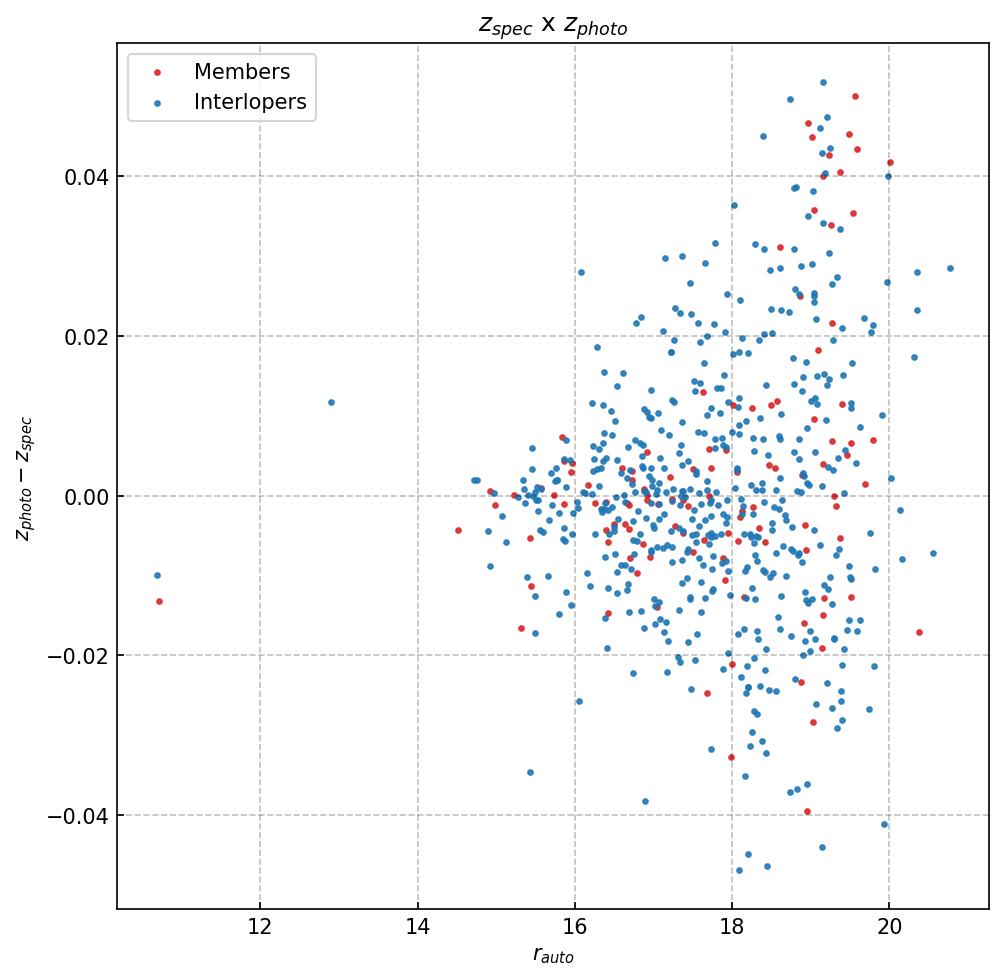 z_spec x z_photo
Members
Interlopers
z_photo − z_spec
0.04
0.02
0.00
−0.02
−0.04
12 14 16 18 20
r_auto